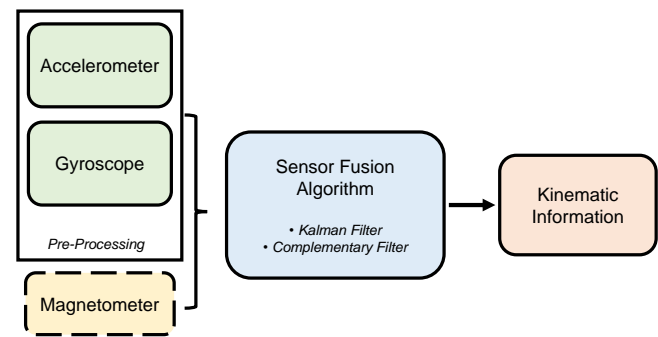 Accelerometer
Gyroscope
Pre-Processing
Magnetometer
Sensor Fusion
Algorithm
• Kalman Filter
• Complementary Filter
Kinematic
Information